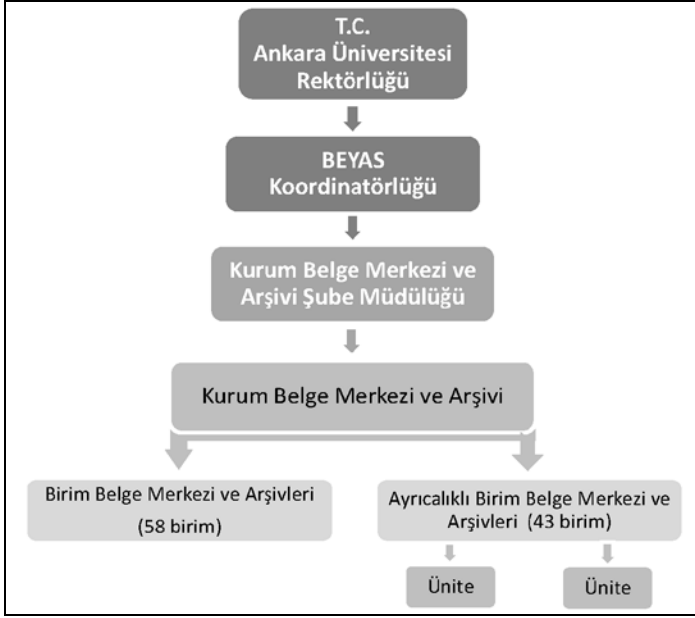 T.C.
Ankara Üniversitesi
Rektörlüğü
BEYAS
Koordinatörlüğü
Kurum Belge Merkezi ve
Arşivi Şube Müdülüğü
Kurum Belge Merkezi ve Arşivi
Birim Belge Merkezi ve Arşivleri
(58 birim)
Ayrıcalıklı Birim Belge Merkezi ve
Arşivleri (43 birim)
Ünite
Ünite